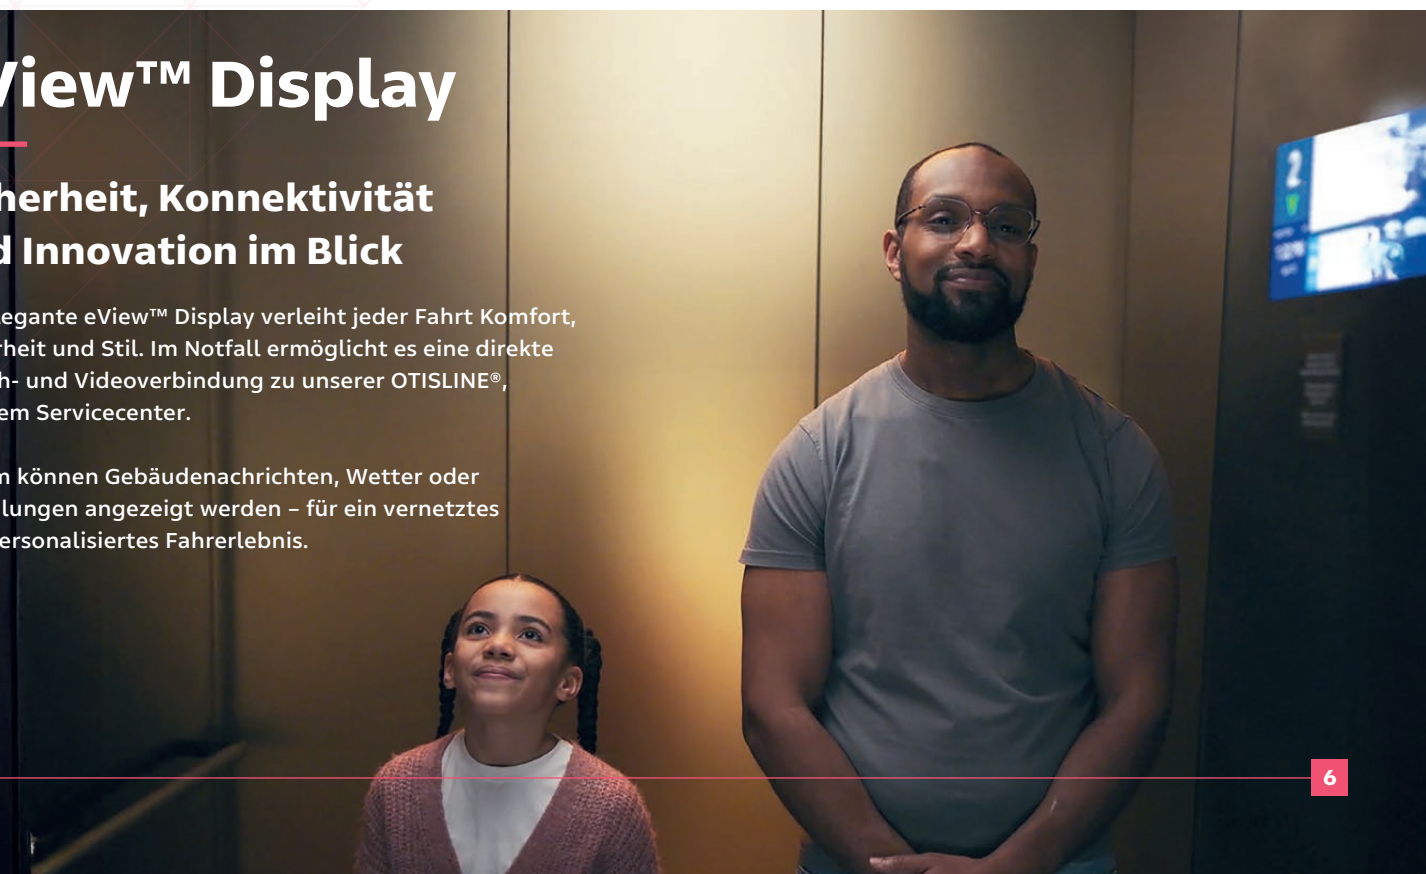 View™ Display
herheit, Konnektivität
d Innovation im Blick
egante eView™ Display verleiht jeder Fahrt Komfort,
rheit und Stil. Im Notfall ermöglicht es eine direkte
h- und Videoverbindung zu unserer OTISLINE®,
em Servicecenter.
m können Gebäudenachrichten, Wetter oder
lungen angezeigt werden – für ein vernetztes
ersonalisiertes Fahrerlebnis.
2
6